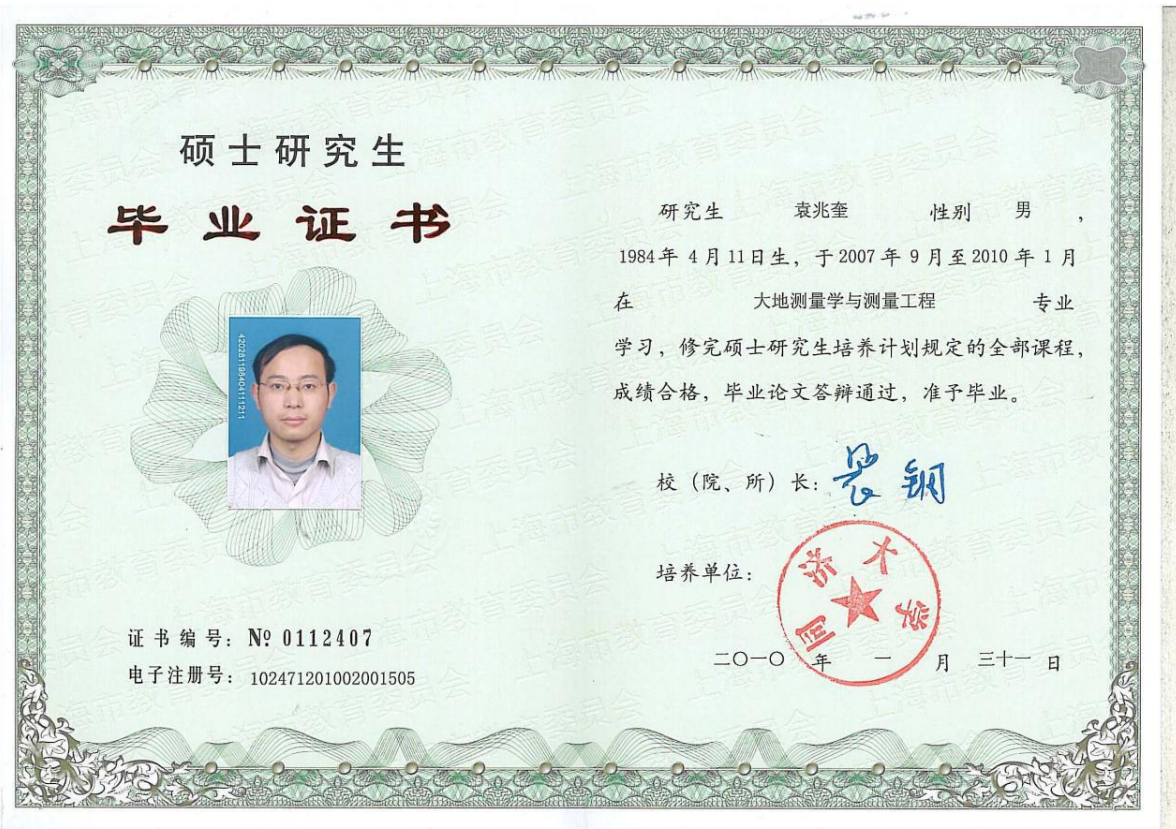 硕士研究生
毕业证书
420281198404111211
证书编号：№ 0112407
电子注册号：102471201002001505
研究生 袁兆奎 性别 男 ，
1984年 4月11日生，于2007年 9月至2010年 1月
在 大地测量学与测量工程 专业
学习，修完硕士研究生培养计划规定的全部课程，
成绩合格，毕业论文答辩通过，准予毕业。
校（院、所）长：裴钢
培养单位：
同济大学
二〇一〇年 一 月 三十一 日
上海市教育委员会